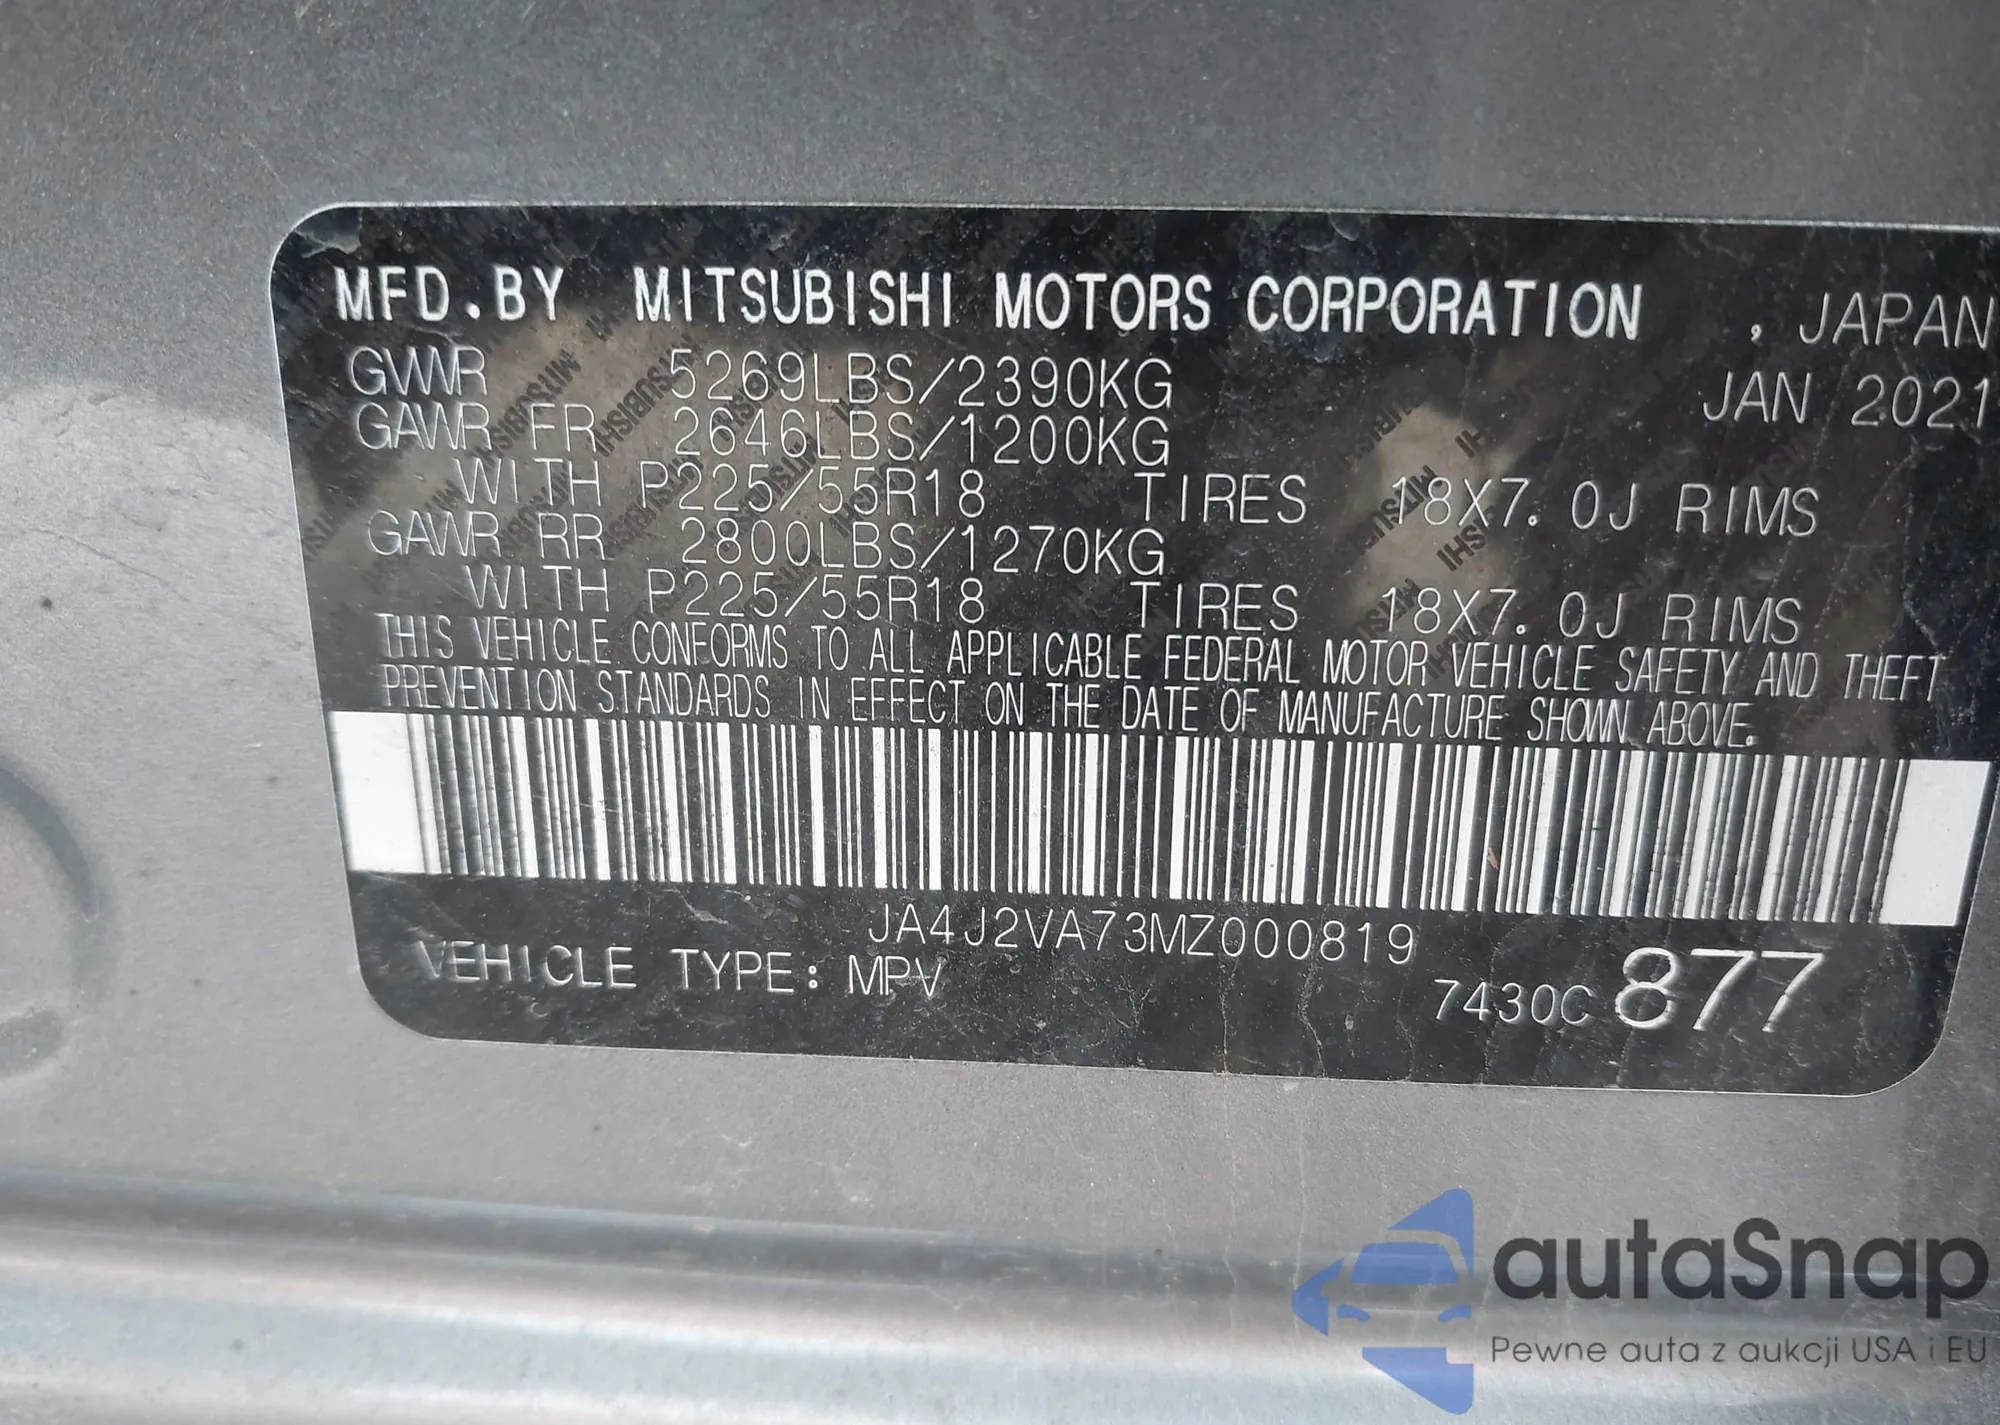 MFD.BY MITSUBISHI MOTORS CORPORATION , JAPAN
GVWR 5269LBS/2390KG JAN 2021
GAWR FR 2646LBS/1200KG
WITH P225/55R18 TIRES 18X7.0J RIMS
GAWR RR 2800LBS/1270KG
WITH P225/55R18 TIRES 18X7.0J RIMS
THIS VEHICLE CONFORMS TO ALL APPLICABLE FEDERAL MOTOR VEHICLE SAFETY AND THEFT
PREVENTION STANDARDS IN EFFECT ON THE DATE OF MANUFACTURE SHOWN ABOVE.
JA4J2VA73MZ000819
VEHICLE TYPE: MPV 7430C 877
autaSnap
Pewne auta z aukcji USA i EU